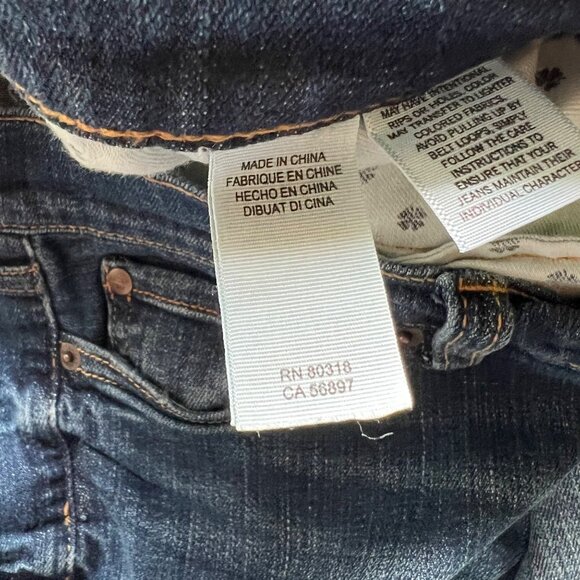 MADE IN CHINA
FABRIQUE EN CHINE
HECHO EN CHINA
DIBUAT DI CINA
RN 80318
CA 56897
MAY HAVE INTENTIONAL
RIPS OR HOLES. COLOR
MAY TRANSFER TO LIGHTER
COLORED FABRICS.
AVOID PULLING UP BY
BELT LOOPS. SIMPLY
FOLLOW THE CARE
INSTRUCTIONS TO
ENSURE THAT YOUR
JEANS MAINTAIN THEIR
INDIVIDUAL CHARACTER